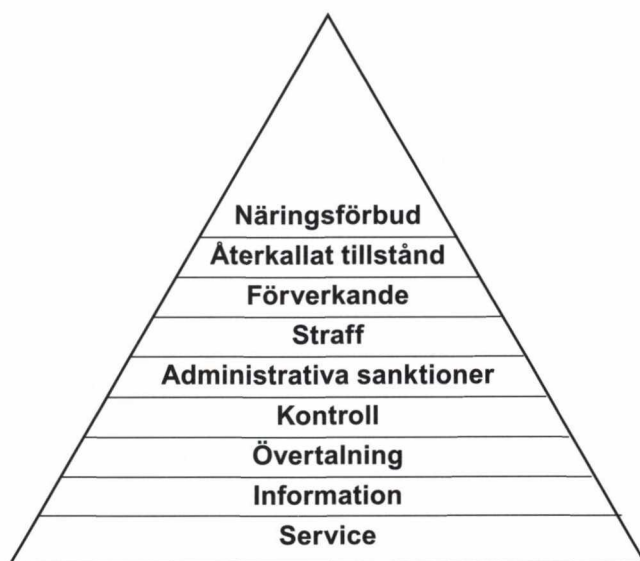 Näringsförbud
Återkallat tillstånd
Förverkande
Straff
Administrativa sanktioner
Kontroll
Övertalning
Information
Service